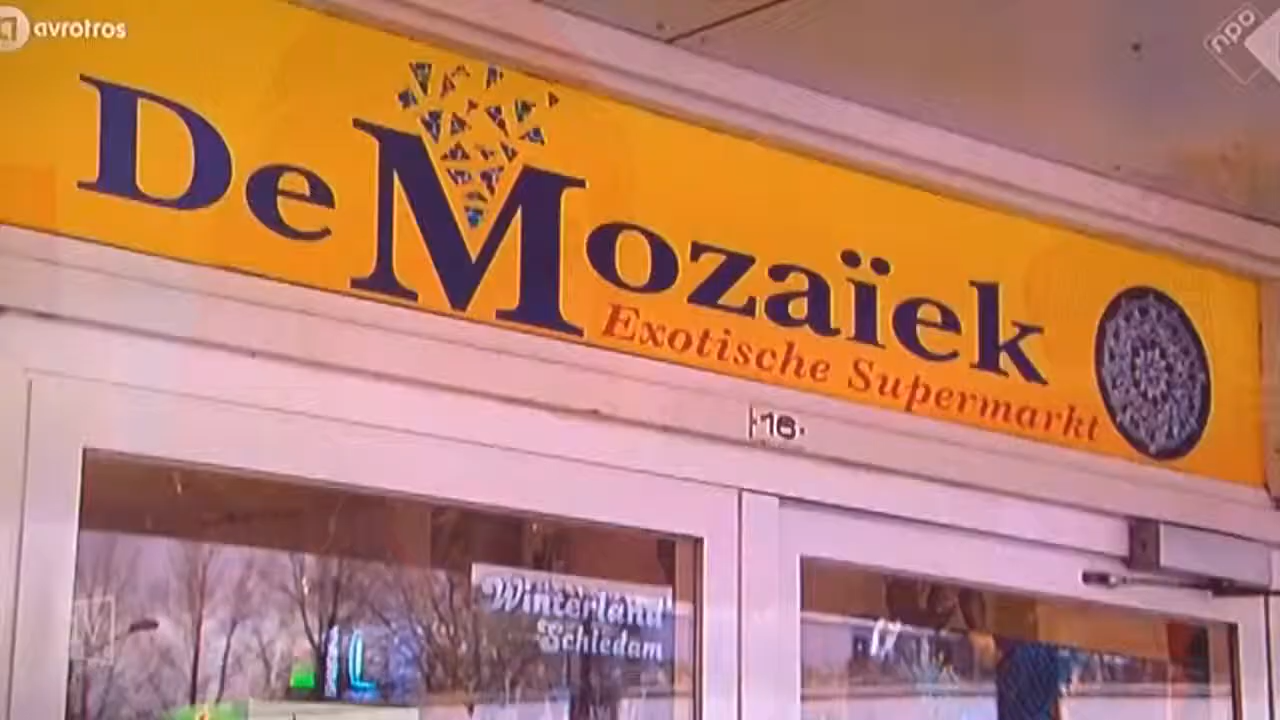 avrotros
npo
De Mozaïek
Exotische Supermarkt
16
Winterland
Schiedam